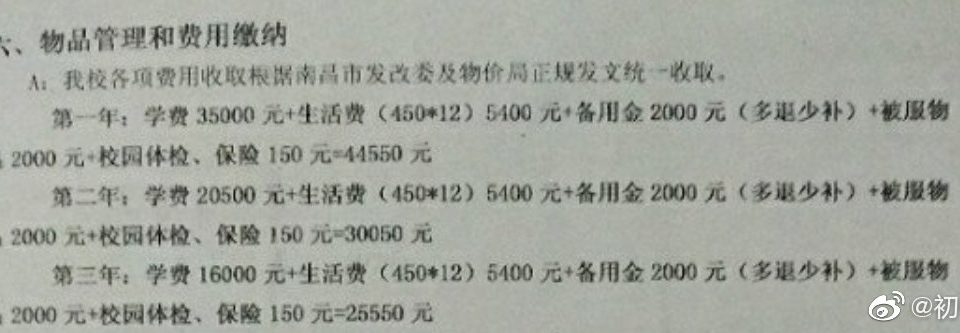 六、物品管理和费用缴纳
A：我校各项费用收取根据南昌市发改委及物价局正规发文统一收取。
第一年：学费 35000 元+生活费（450*12）5400 元+备用金 2000 元（多退少补）+被服物
2000 元+校园体检、保险 150 元=44550 元
第二年：学费 20500 元+生活费（450*12）5400 元+备用金 2000 元（多退少补）+被服物
2000 元+校园体检、保险 150 元=30050 元
第三年：学费 16000 元+生活费（450*12）5400 元+备用金 2000 元（多退少补）+被服物
2000 元+校园体检、保险 150 元=25550 元
@初